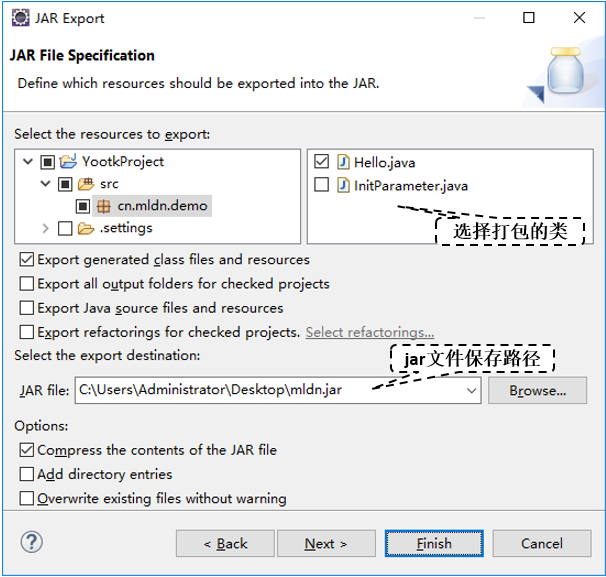 JAR Export
JAR File Specification
Define which resources should be exported into the JAR.
Select the resources to export:
YootkProject
src
cn.mldn.demo
.settings
Hello.java
InitParameter.java
选择打包的类
Export generated class files and resources
Export all output folders for checked projects
Export Java source files and resources
Export refactorings for checked projects. Select refactorings...
Select the export destination:
jar文件保存路径
JAR file: C:\Users\Administrator\Desktop\mldn.jar Browse...
Options:
Compress the contents of the JAR file
Add directory entries
Overwrite existing files without warning
? < Back Next > Finish Cancel